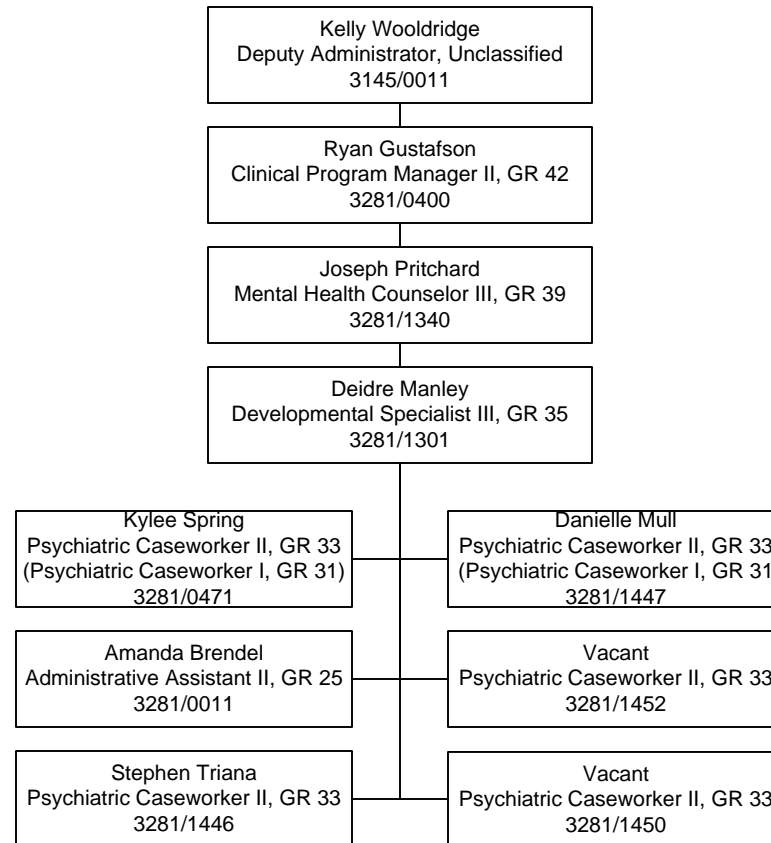 Kelly Wooldridge
Deputy Administrator, Unclassified
3145/0011
Ryan Gustafson
Clinical Program Manager II, GR 42
3281/0400
Joseph Pritchard
Mental Health Counselor III, GR 39
3281/1340
Deidre Manley
Developmental Specialist III, GR 35
3281/1301
Kylee Spring
Psychiatric Caseworker II, GR 33
(Psychiatric Caseworker I, GR 31)
3281/0471
Danielle Mull
Psychiatric Caseworker II, GR 33
(Psychiatric Caseworker I, GR 31
3281/1447
Amanda Brendel
Administrative Assistant II, GR 25
3281/0011
Vacant
Psychiatric Caseworker II, GR 33
3281/1452
Stephen Triana
Psychiatric Caseworker II, GR 33
3281/1446
Vacant
Psychiatric Caseworker II, GR 33
3281/1450